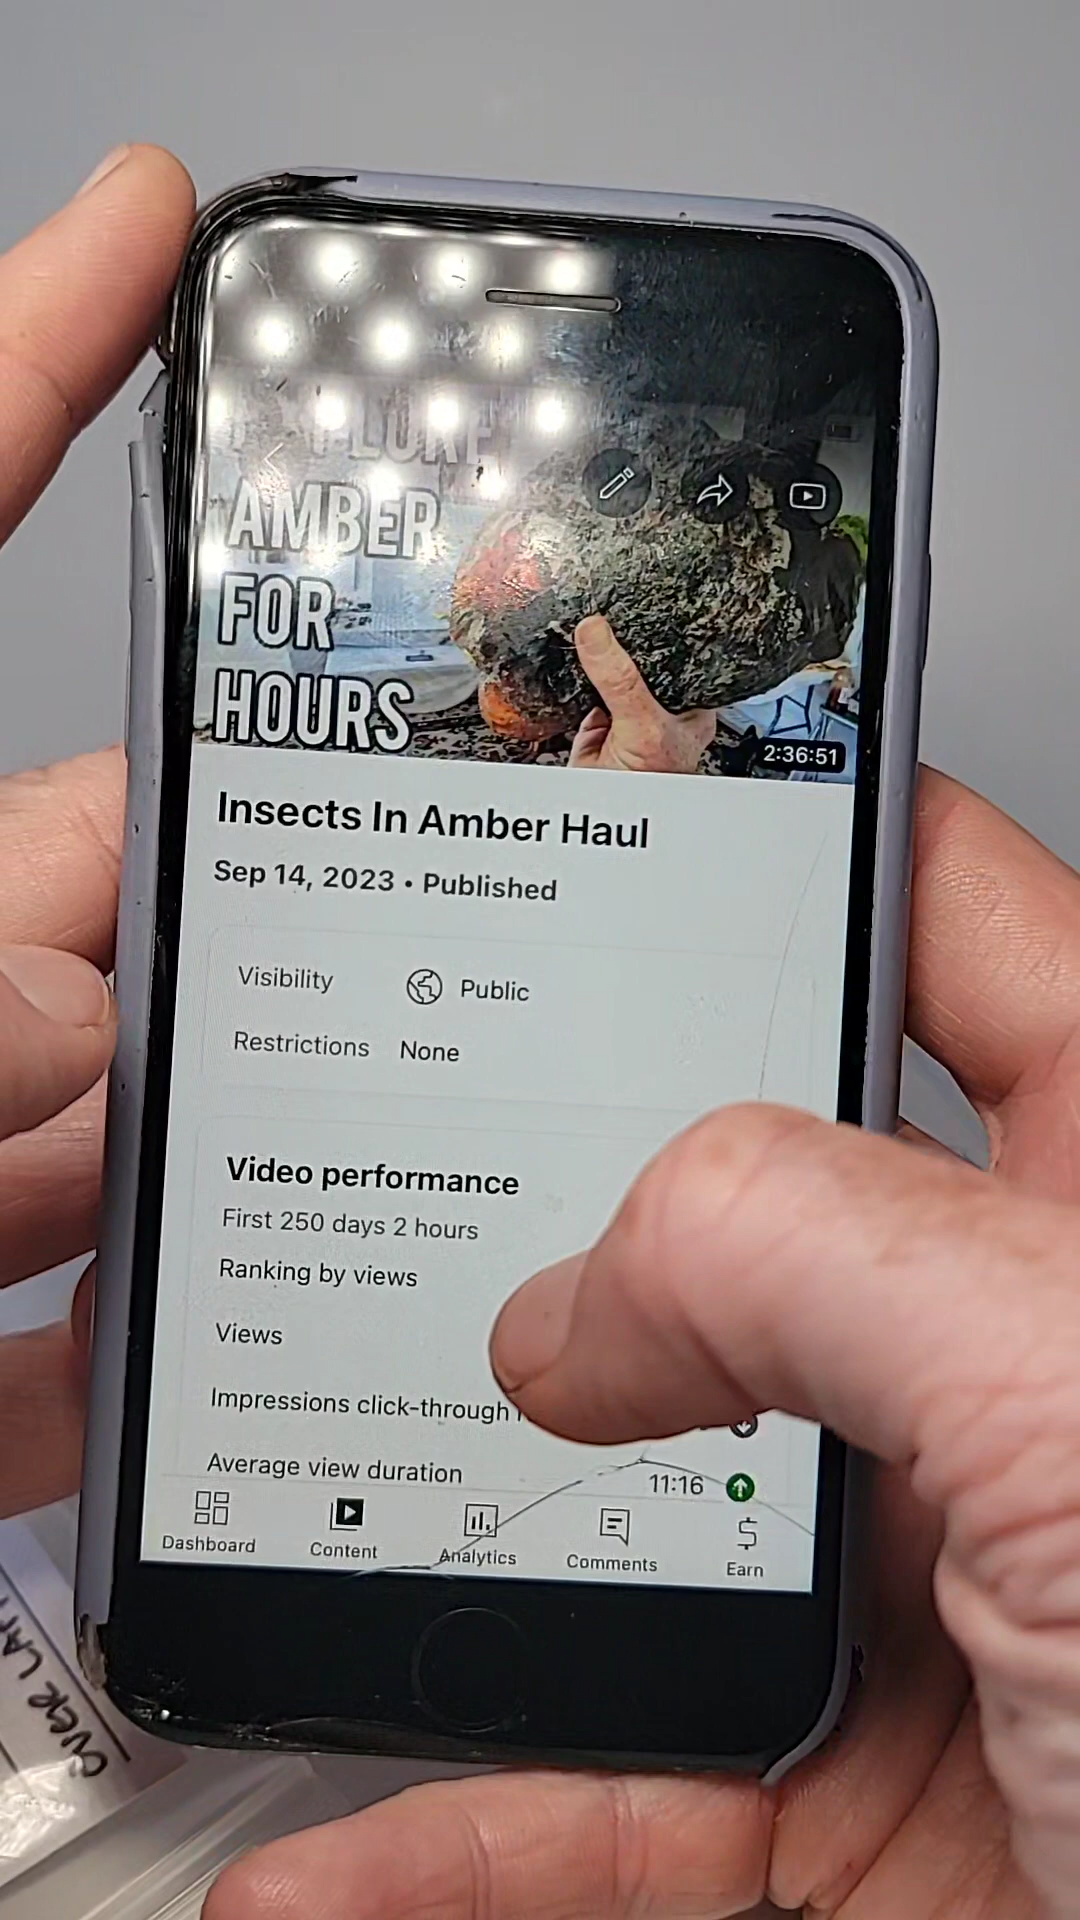 AMBER
FOR
HOURS
2:36:51
Insects In Amber Haul
Sep 14, 2023 • Published
Visibility Public
Restrictions None
Video performance
First 250 days 2 hours
Ranking by views
Views
Impressions click-through
Average view duration 11:16
Dashboard Content Analytics Comments Earn
OVER